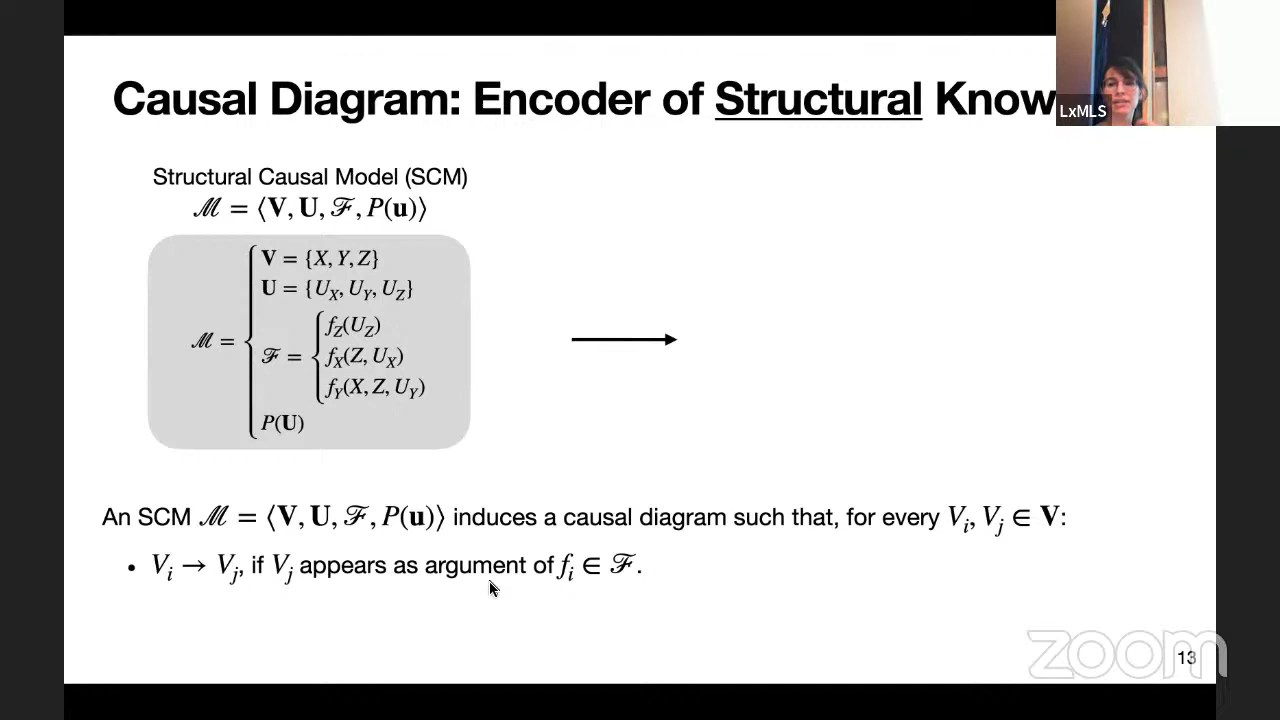 Causal Diagram: Encoder of Structural Know
LxMLS
Structural Causal Model (SCM)
ℳ = ⟨V, U, ℱ, P(u)⟩
V = {X, Y, Z}
U = {U_X, U_Y, U_Z}
f_Z(U_Z)
ℳ =
ℱ =
f_X(Z, U_X)
f_Y(X, Z, U_Y)
P(U)
An SCM ℳ = ⟨V, U, ℱ, P(u)⟩ induces a causal diagram such that, for every V_i, V_j ∈ V:
• V_i → V_j, if V_j appears as argument of f_i ∈ ℱ.
zoom
13